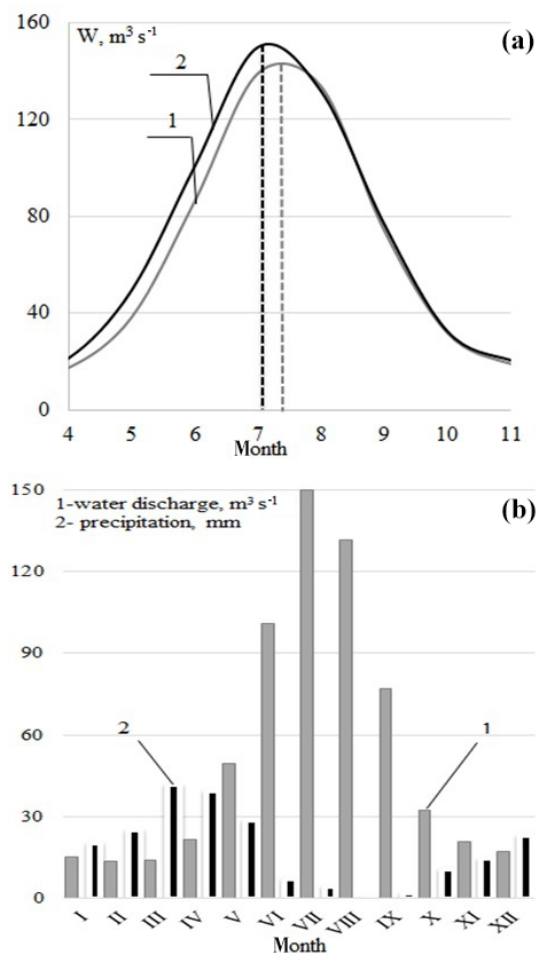 160
W, m³ s⁻¹
(a)
2
120
1
80
40
0
4 5 6 7 8 9 10 11
Month
150
1-water discharge, m³ s⁻¹
(b)
2- precipitation, mm
120
90
2
1
60
30
0
I II III IV V VI VII VIII IX X XI XII
Month